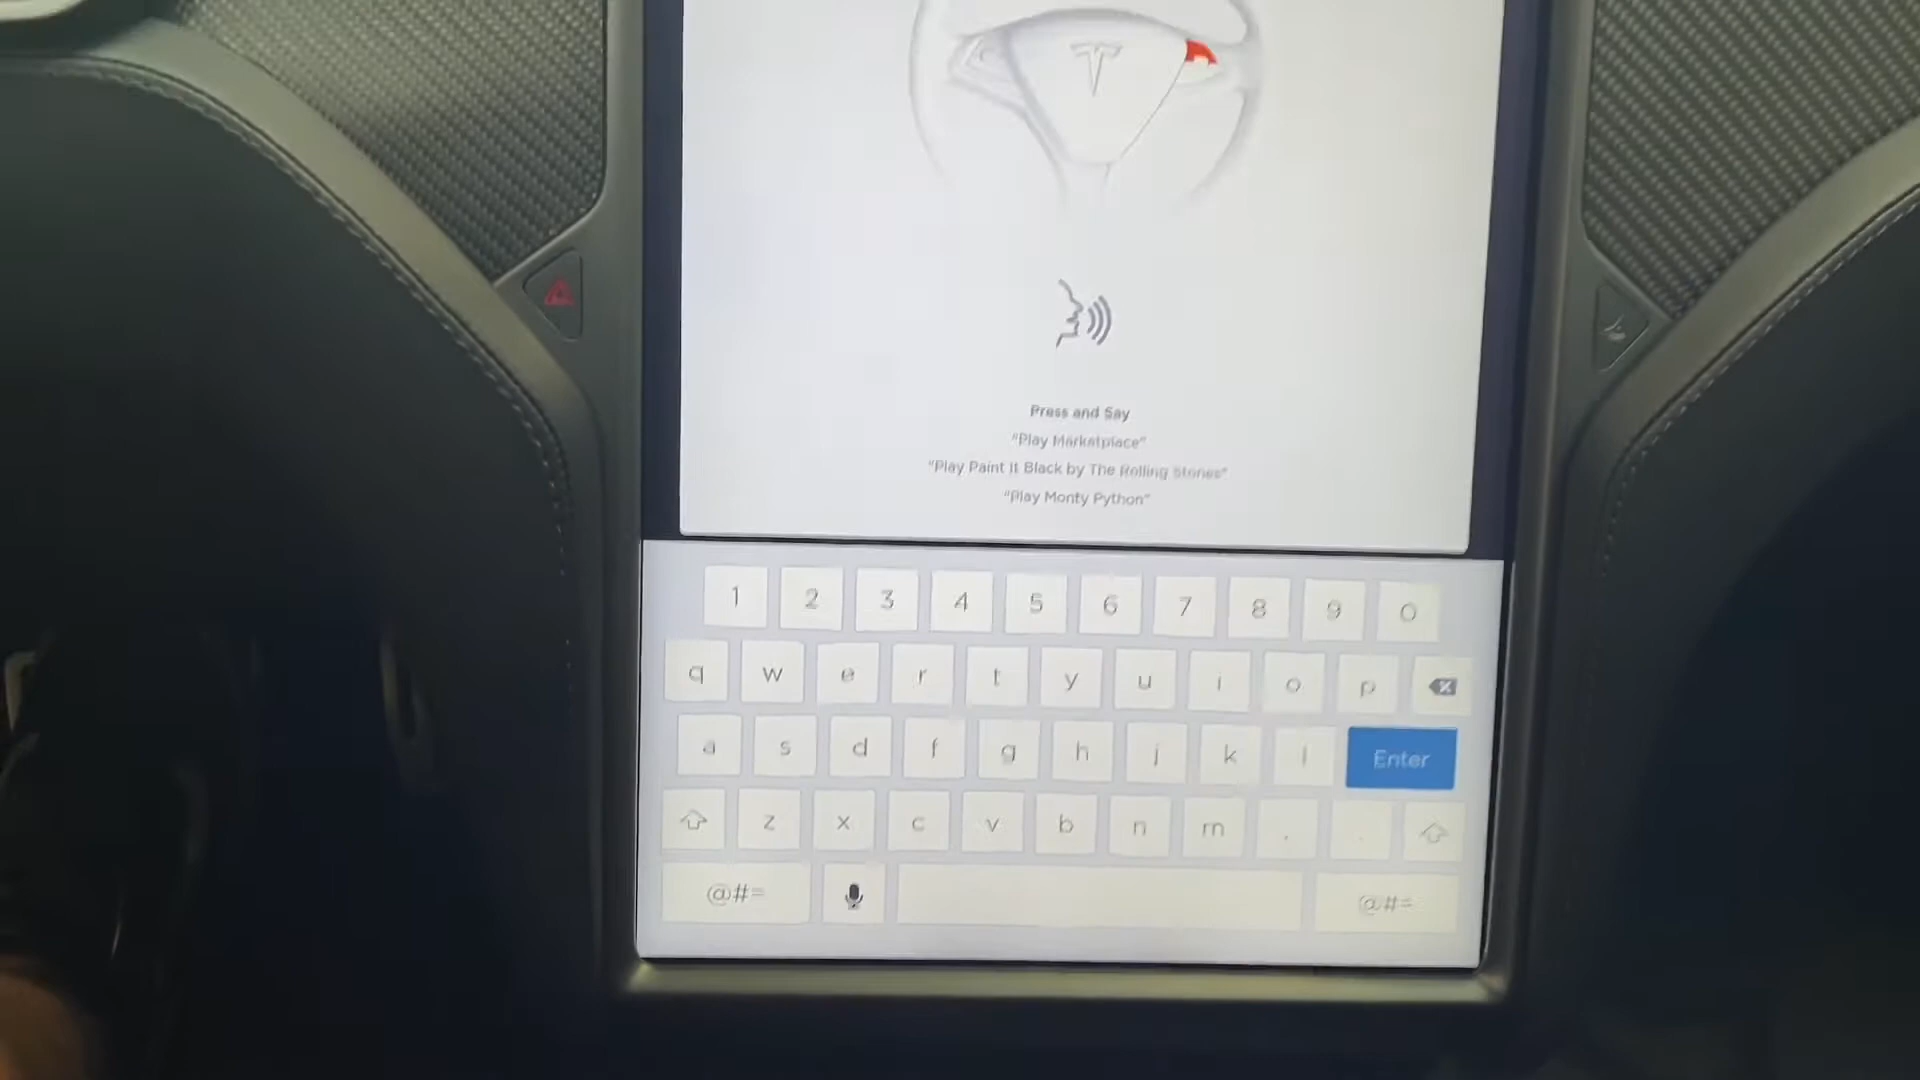 Press and Say
"Play Marketplace"
"Play Paint It Black by The Rolling Stones"
"Play Monty Python"
1 2 3 4 5 6 7 8 9 0
q w e r t y u i o p
a s d f g h j k l Enter
z x c v b n m , .
@#= @#=